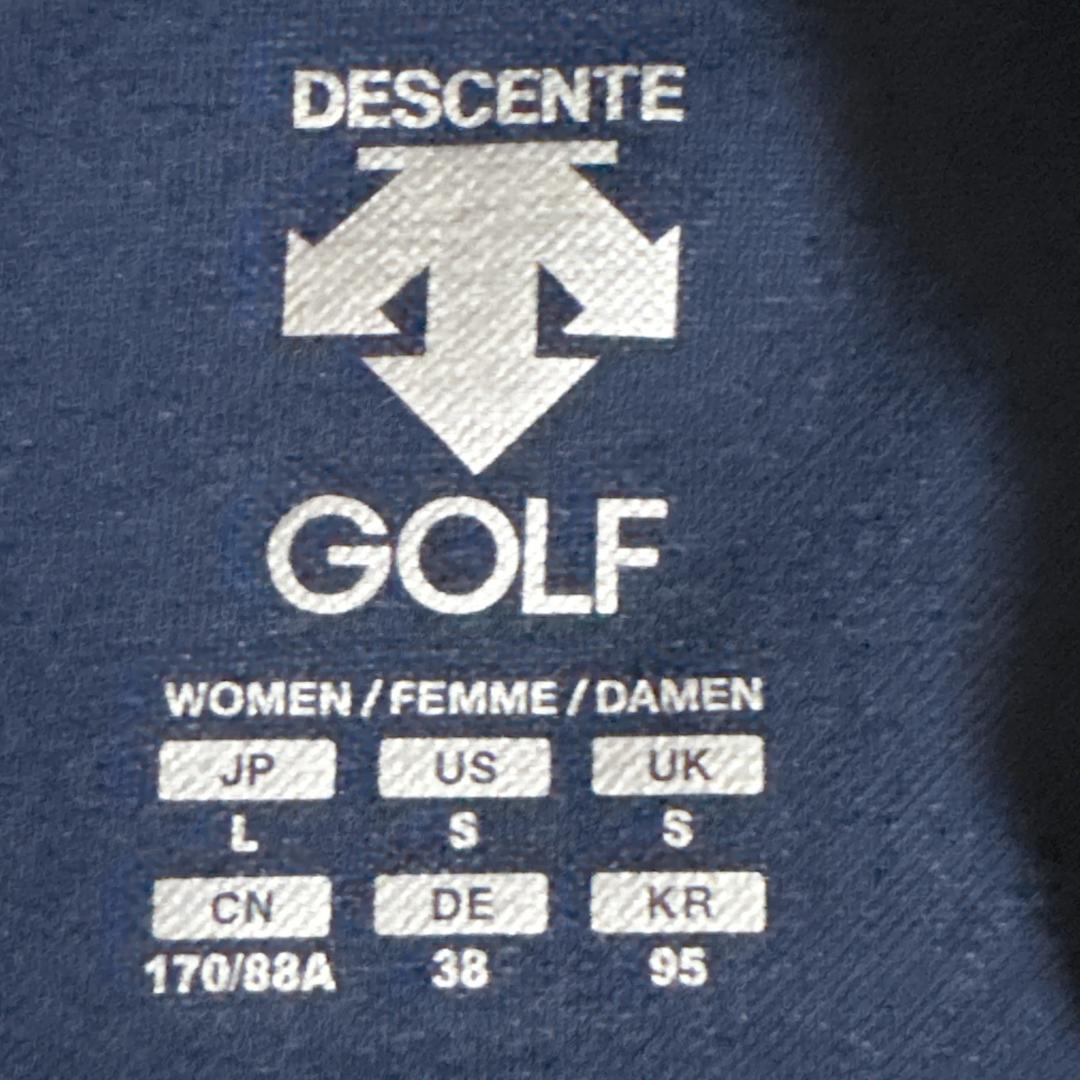 DESCENTE
GOLF
WOMEN / FEMME / DAMEN
JP US UK
L S S
CN DE KR
170/88A 38 95